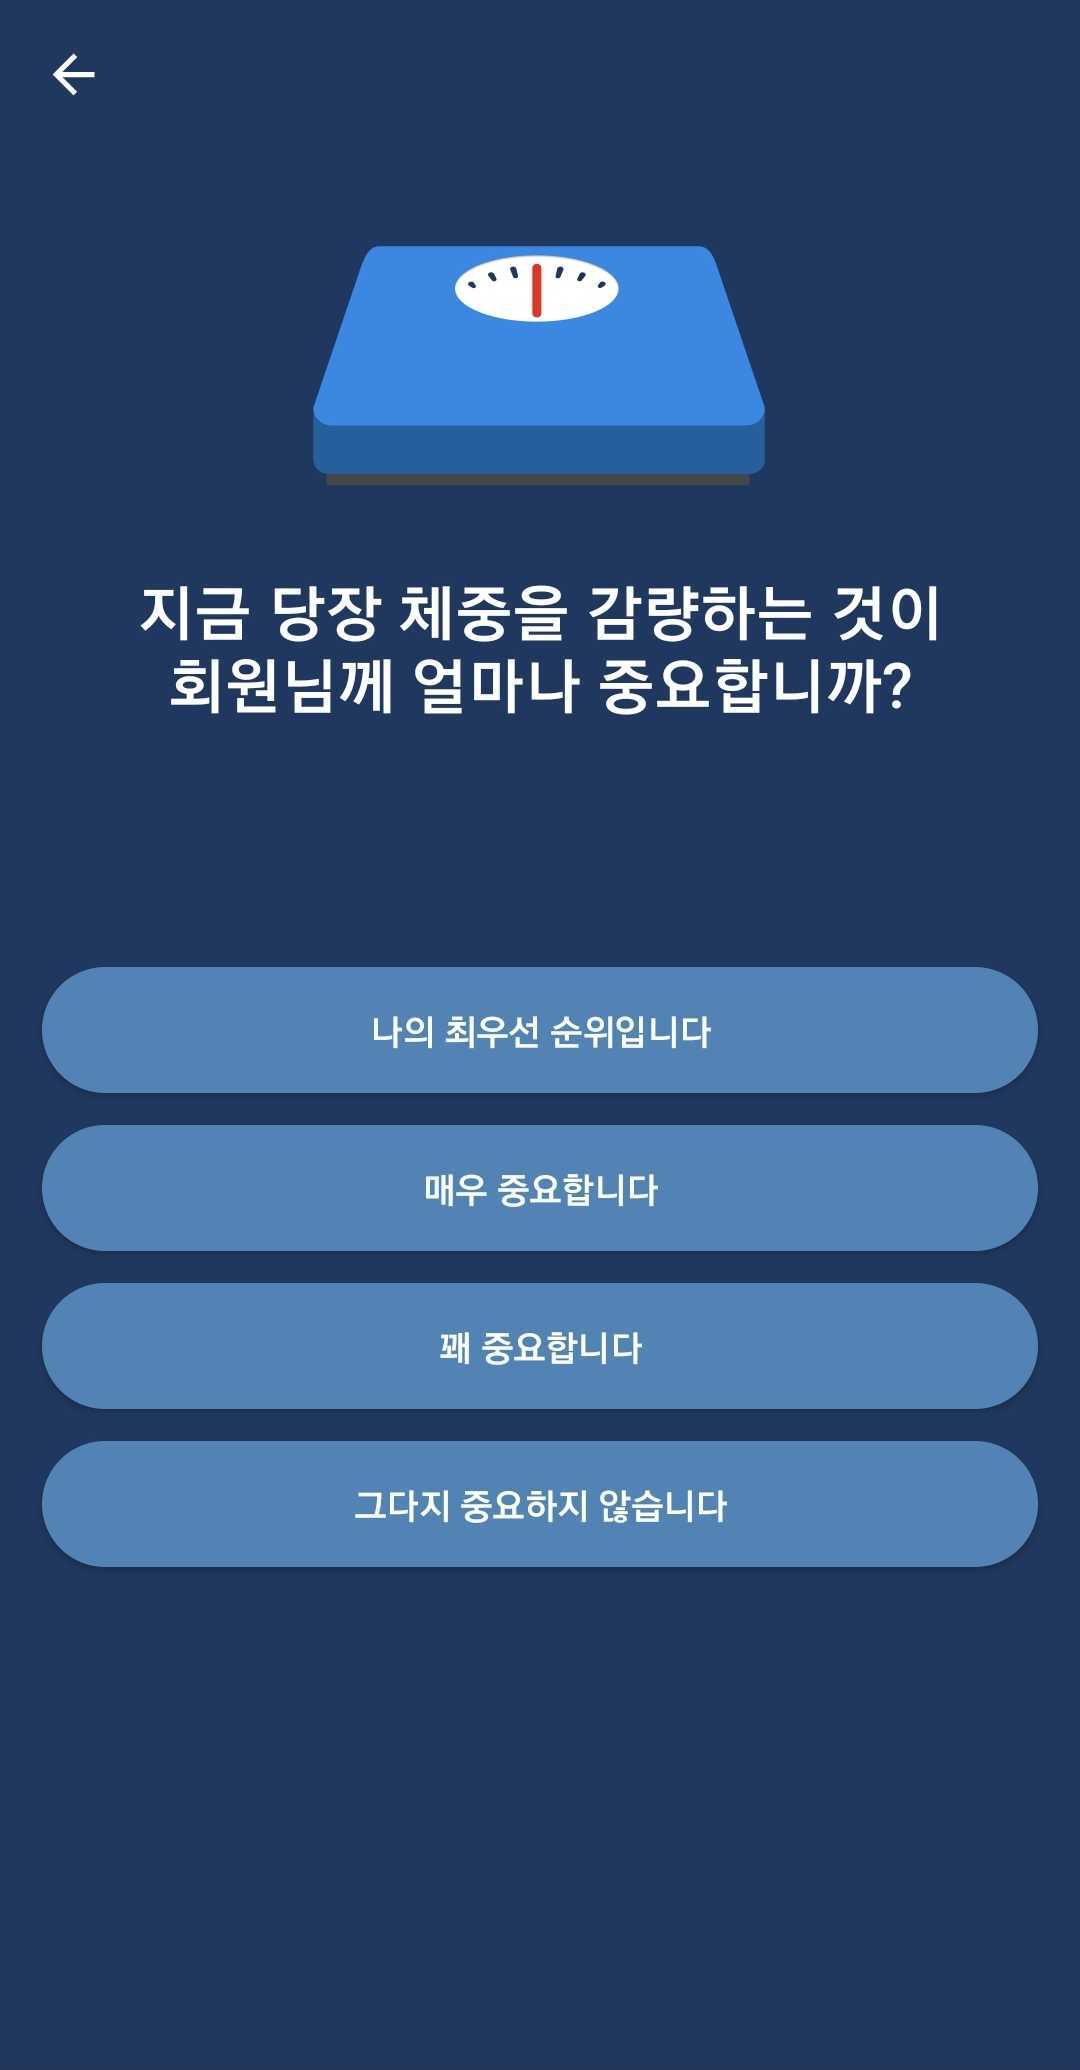 지금 당장 체중을 감량하는 것이
회원님께 얼마나 중요합니까?
나의 최우선 순위입니다
매우 중요합니다
꽤 중요합니다
그다지 중요하지 않습니다